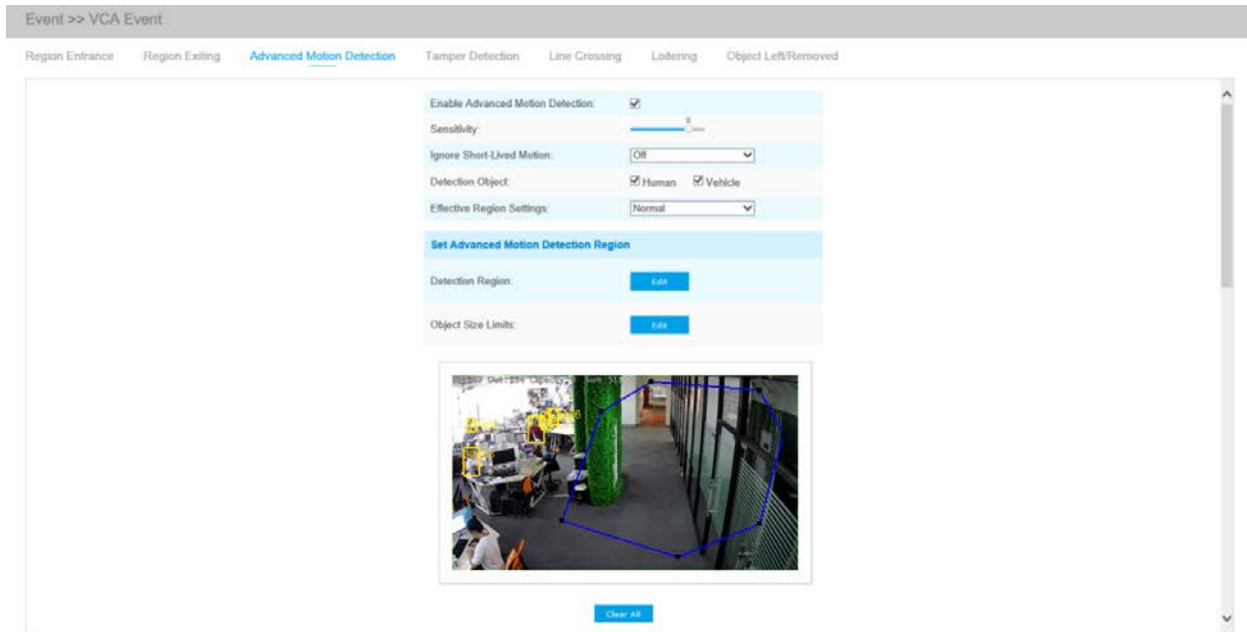 Event >> VCA Event
Region Entrance Region Exiting Advanced Motion Detection Tamper Detection Line Crossing Loitering Object Left/Removed
Enable Advanced Motion Detection:
Sensitivity:
Ignore Short-Lived Motion: Off
Detection Object: Human Vehicle
Effective Region Settings: Normal
Set Advanced Motion Detection Region
Detection Region: Edit
Object Size Limits: Edit
Clear All